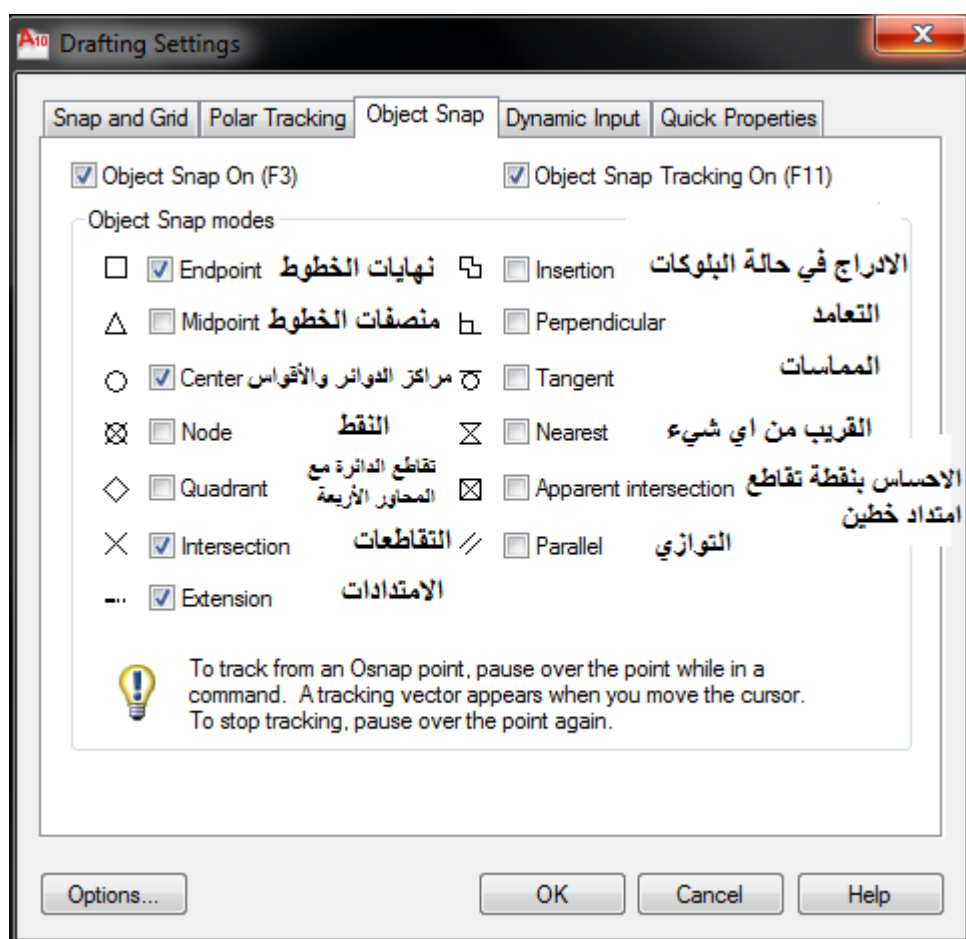 A10 Drafting Settings
Snap and Grid Polar Tracking Object Snap Dynamic Input Quick Properties
Object Snap On (F3) Object Snap Tracking On (F11)
Object Snap modes
Endpoint نهايات الخطوط Insertion الادراج في حالة البلوكات
Midpoint منصفات الخطوط Perpendicular التعامد
Center مراكز الدوائر والأقواس Tangent المماسات
Node النقط Nearest القريب من اي شيء
Quadrant تقاطع الدائرة مع Apparent intersection الاحساس بنقطة تقاطع
المحاور الأربعة امتداد خطين
Intersection التقاطعات Parallel التوازي
Extension الامتدادات
To track from an Osnap point, pause over the point while in a
command. A tracking vector appears when you move the cursor.
To stop tracking, pause over the point again.
Options... OK Cancel Help